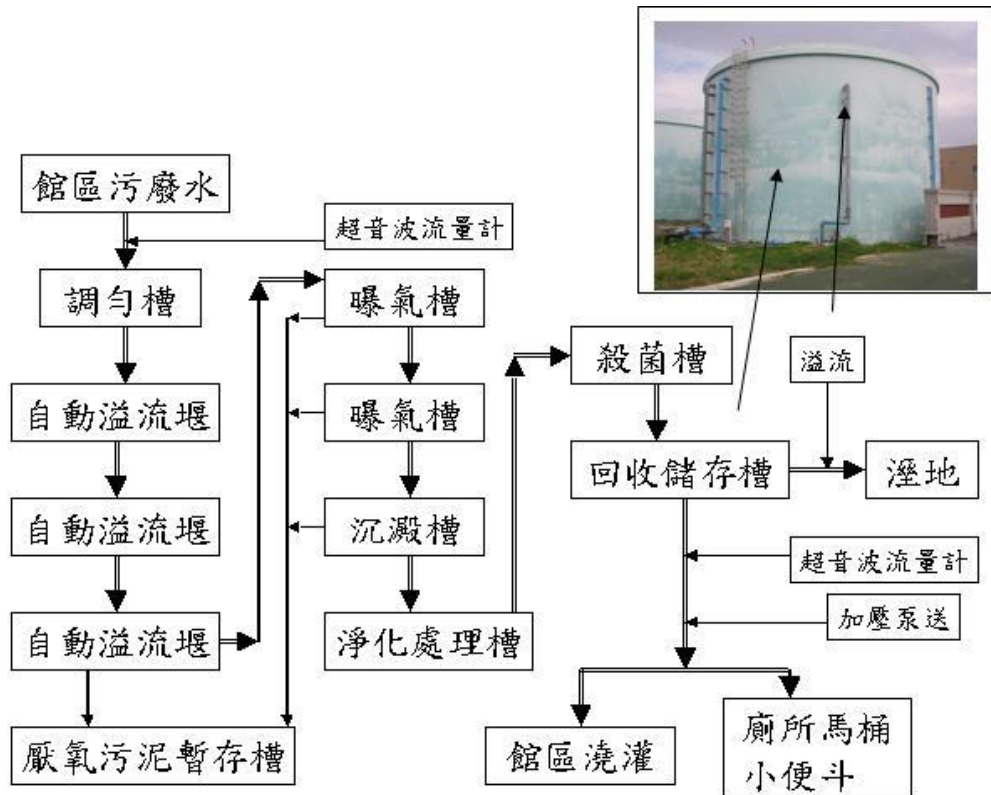 館區污廢水
超音波流量計
調勻槽
自動溢流堰
自動溢流堰
自動溢流堰
厭氧污泥暫存槽
曝氣槽
曝氣槽
沉澱槽
淨化處理槽
殺菌槽
溢流
回收儲存槽
溼地
超音波流量計
加壓泵送
館區澆灌
廁所馬桶
小便斗